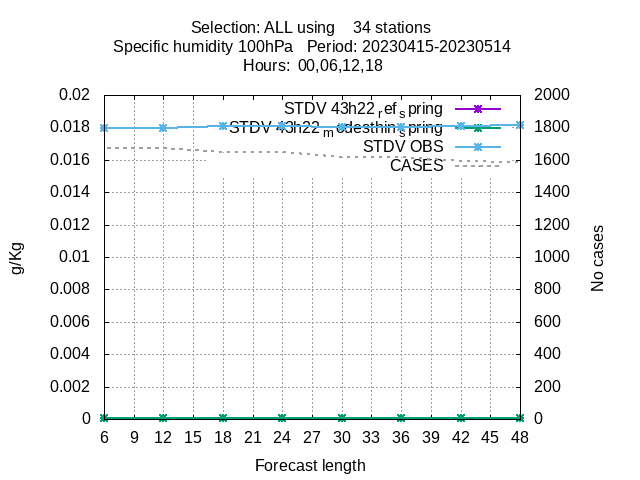 Selection: ALL using    34 stations
Specific humidity 100hPa   Period: 20230415-20230514
Hours:  00,06,12,18
0.02 2000
STDV 43h22ref spring
0.018 STDV 43h22modesthinspring 1800
STDV OBS
0.016 CASES 1600
0.014 1400
0.012 1200
0.01 1000
g/Kg No cases
0.008 800
0.006 600
0.004 400
0.002 200
0 0
6 9 12 15 18 21 24 27 30 33 36 39 42 45 48
Forecast length